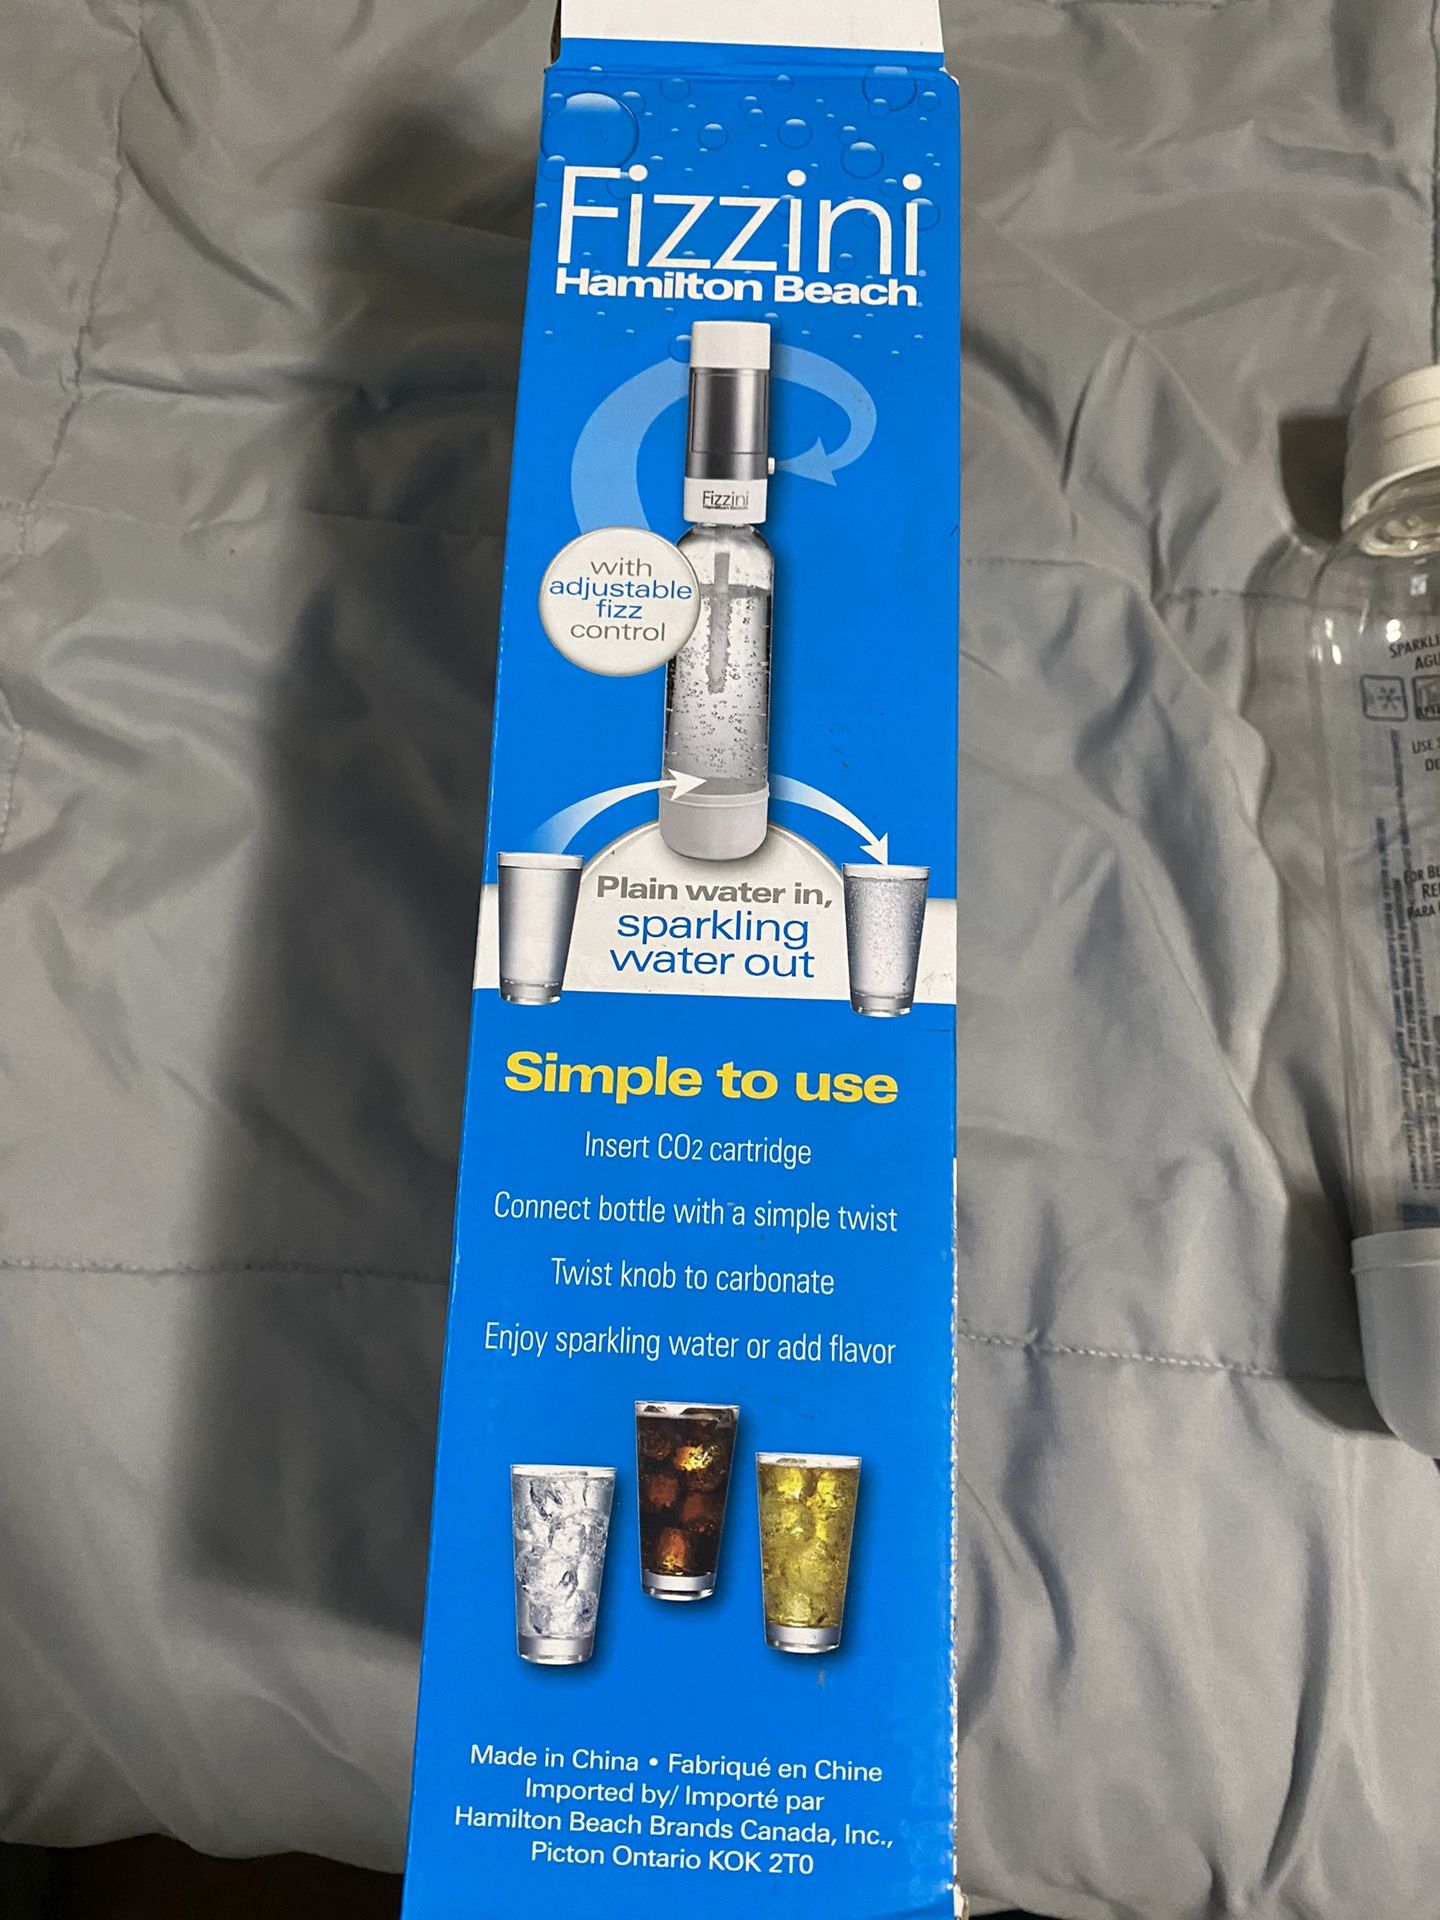 Fizzini
Hamilton Beach
Fizzini
Hamilton Beach
with
adjustable
fizz
control
Plain water in,
sparkling
water out
Simple to use
Insert CO2 cartridge
Connect bottle with a simple twist
Twist knob to carbonate
Enjoy sparkling water or add flavor
Made in China • Fabriqué en Chine
Imported by/ Importé par
Hamilton Beach Brands Canada, Inc.,
Picton Ontario KOK 2T0
USE